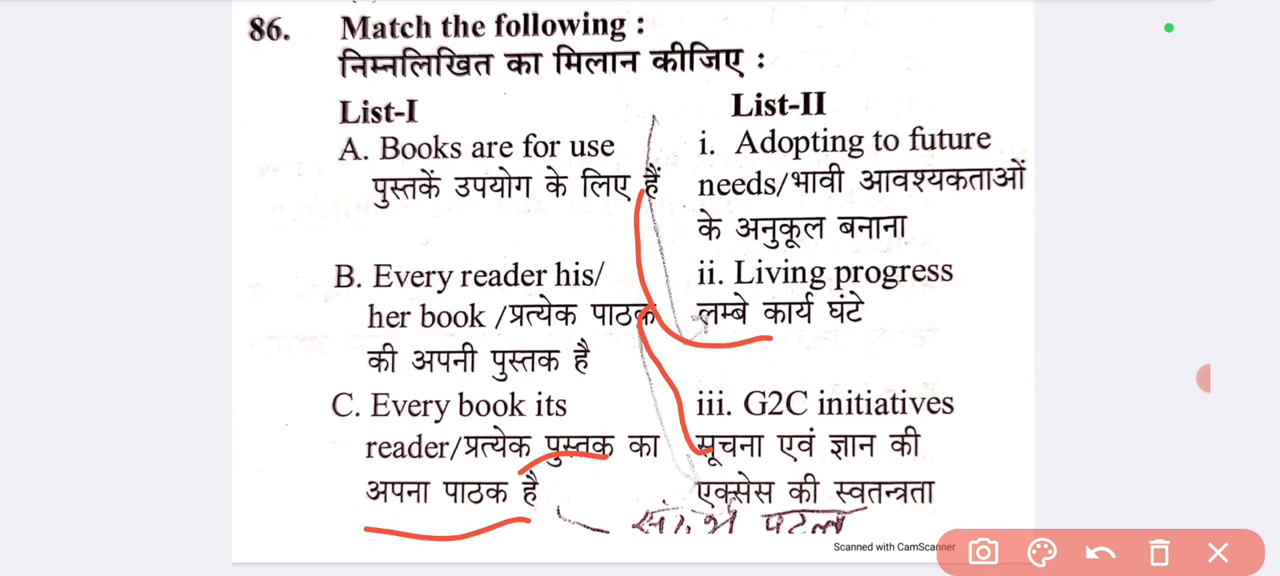 86. Match the following :
निम्नलिखित का मिलान कीजिए :
List-I
List-II
A. Books are for use
पुस्तकें उपयोग के लिए हैं
i. Adopting to future
needs/भावी आवश्यकताओं
के अनुकूल बनाना
B. Every reader his/
her book /प्रत्येक पाठक
की अपनी पुस्तक है
ii. Living progress
लम्बे कार्य घंटे
C. Every book its
reader/प्रत्येक पुस्तक का
अपना पाठक है
iii. G2C initiatives
सूचना एवं ज्ञान की
एक्सेस की स्वतन्त्रता
Scanned with CamScanner